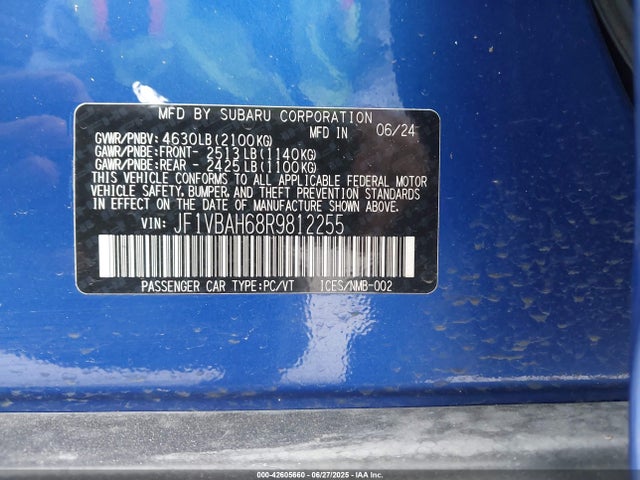 MFD BY SUBARU CORPORATION
MFD IN 06/24
GVWR/PNBV: 4630LB(2100KG)
GAWR/PNBE:FRONT- 2513LB(1140KG)
GAWR/PNBE:REAR - 2425LB(1100KG)
THIS VEHICLE CONFORMS TO ALL APPLICABLE FEDERAL MOTOR
VEHICLE SAFETY, BUMPER, AND THEFT PREVENTION STANDARDS
IN EFFECT ON THE DATE OF MANUFACTURE SHOWN ABOVE.
VIN: JF1VBAH68R9812255
PASSENGER CAR TYPE:PC/VT ICES/NMB-002
000-42605660 - 06/27/2025 - IAA Inc.